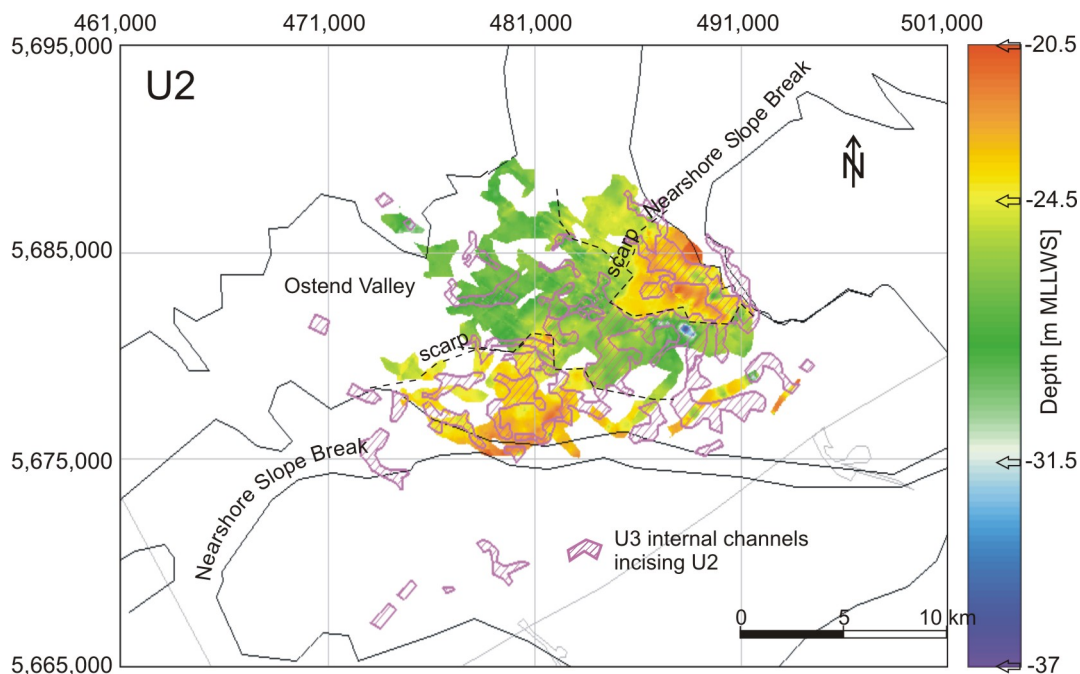 461,000 471,000 481,000 491,000 501,000
5,695,000
5,685,000
5,675,000
5,665,000
U2
Nearshore Slope Break
N
scarp
Ostend Valley
scarp
Nearshore Slope Break
U3 internal channels
incising U2
0 5 10 km
-20.5
-24.5
-31.5
-37
Depth [m MLLWS]